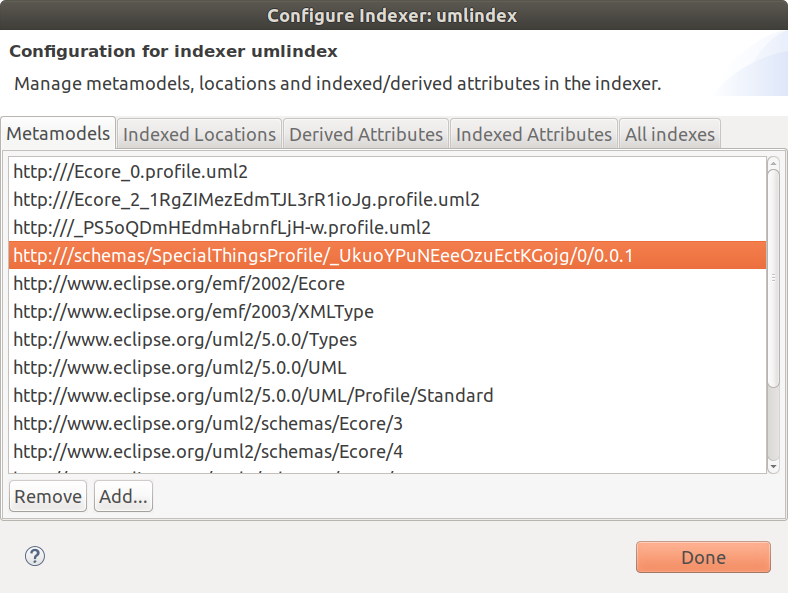 Configure Indexer: umlindex
Configuration for indexer umlindex
Manage metamodels, locations and indexed/derived attributes in the indexer.
Metamodels Indexed Locations Derived Attributes Indexed Attributes All indexes
http:///Ecore_0.profile.uml2
http:///Ecore_2_1RgZIMezEdmTJL3rR1ioJg.profile.uml2
http:///_PS5oQDmHEdmHabrnfLjH-w.profile.uml2
http:///schemas/SpecialThingsProfile/_UkuoYPuNEeeOzuEctKGojg/0/0.0.1
http://www.eclipse.org/emf/2002/Ecore
http://www.eclipse.org/emf/2003/XMLType
http://www.eclipse.org/uml2/5.0.0/Types
http://www.eclipse.org/uml2/5.0.0/UML
http://www.eclipse.org/uml2/5.0.0/UML/Profile/Standard
http://www.eclipse.org/uml2/schemas/Ecore/3
http://www.eclipse.org/uml2/schemas/Ecore/4
Remove Add...
? Done